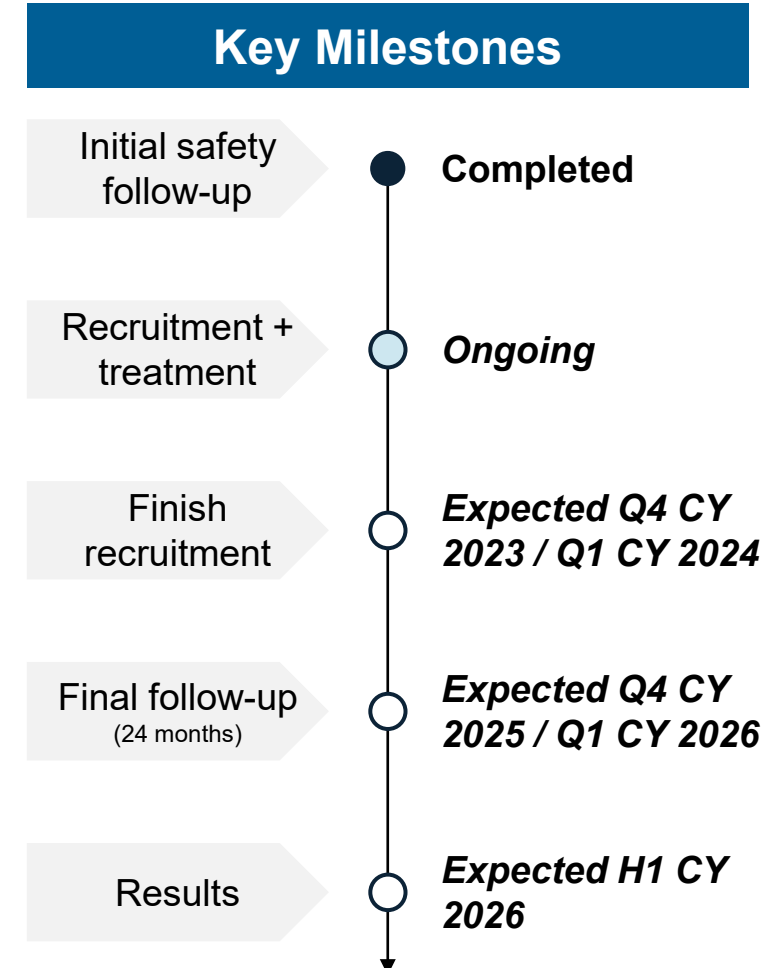 Key Milestones
Initial safety
follow-up
Completed
Recruitment +
treatment
Ongoing
Finish
recruitment
Expected Q4 CY
2023 / Q1 CY 2024
Final follow-up
(24 months)
Expected Q4 CY
2025 / Q1 CY 2026
Results
Expected H1 CY
2026